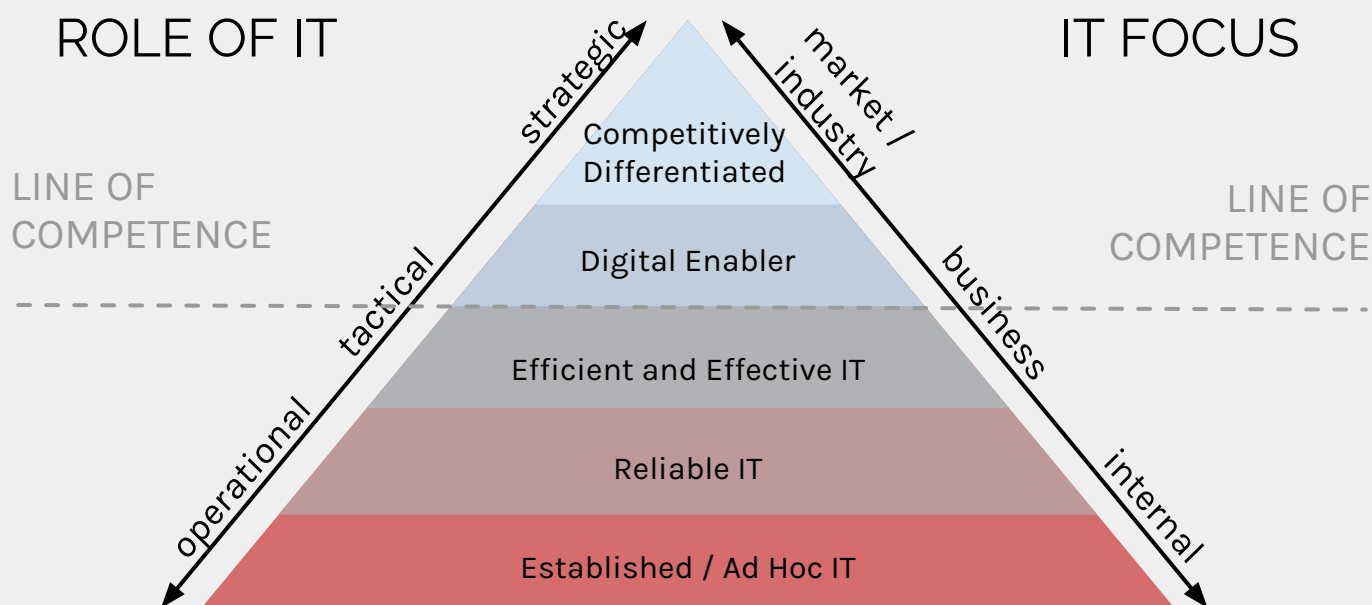 ROLE OF IT
IT FOCUS
strategic
market /
industry
Competitively
Differentiated
LINE OF
COMPETENCE
LINE OF
COMPETENCE
Digital Enabler
tactical
business
Efficient and Effective IT
operational
Reliable IT
internal
Established / Ad Hoc IT